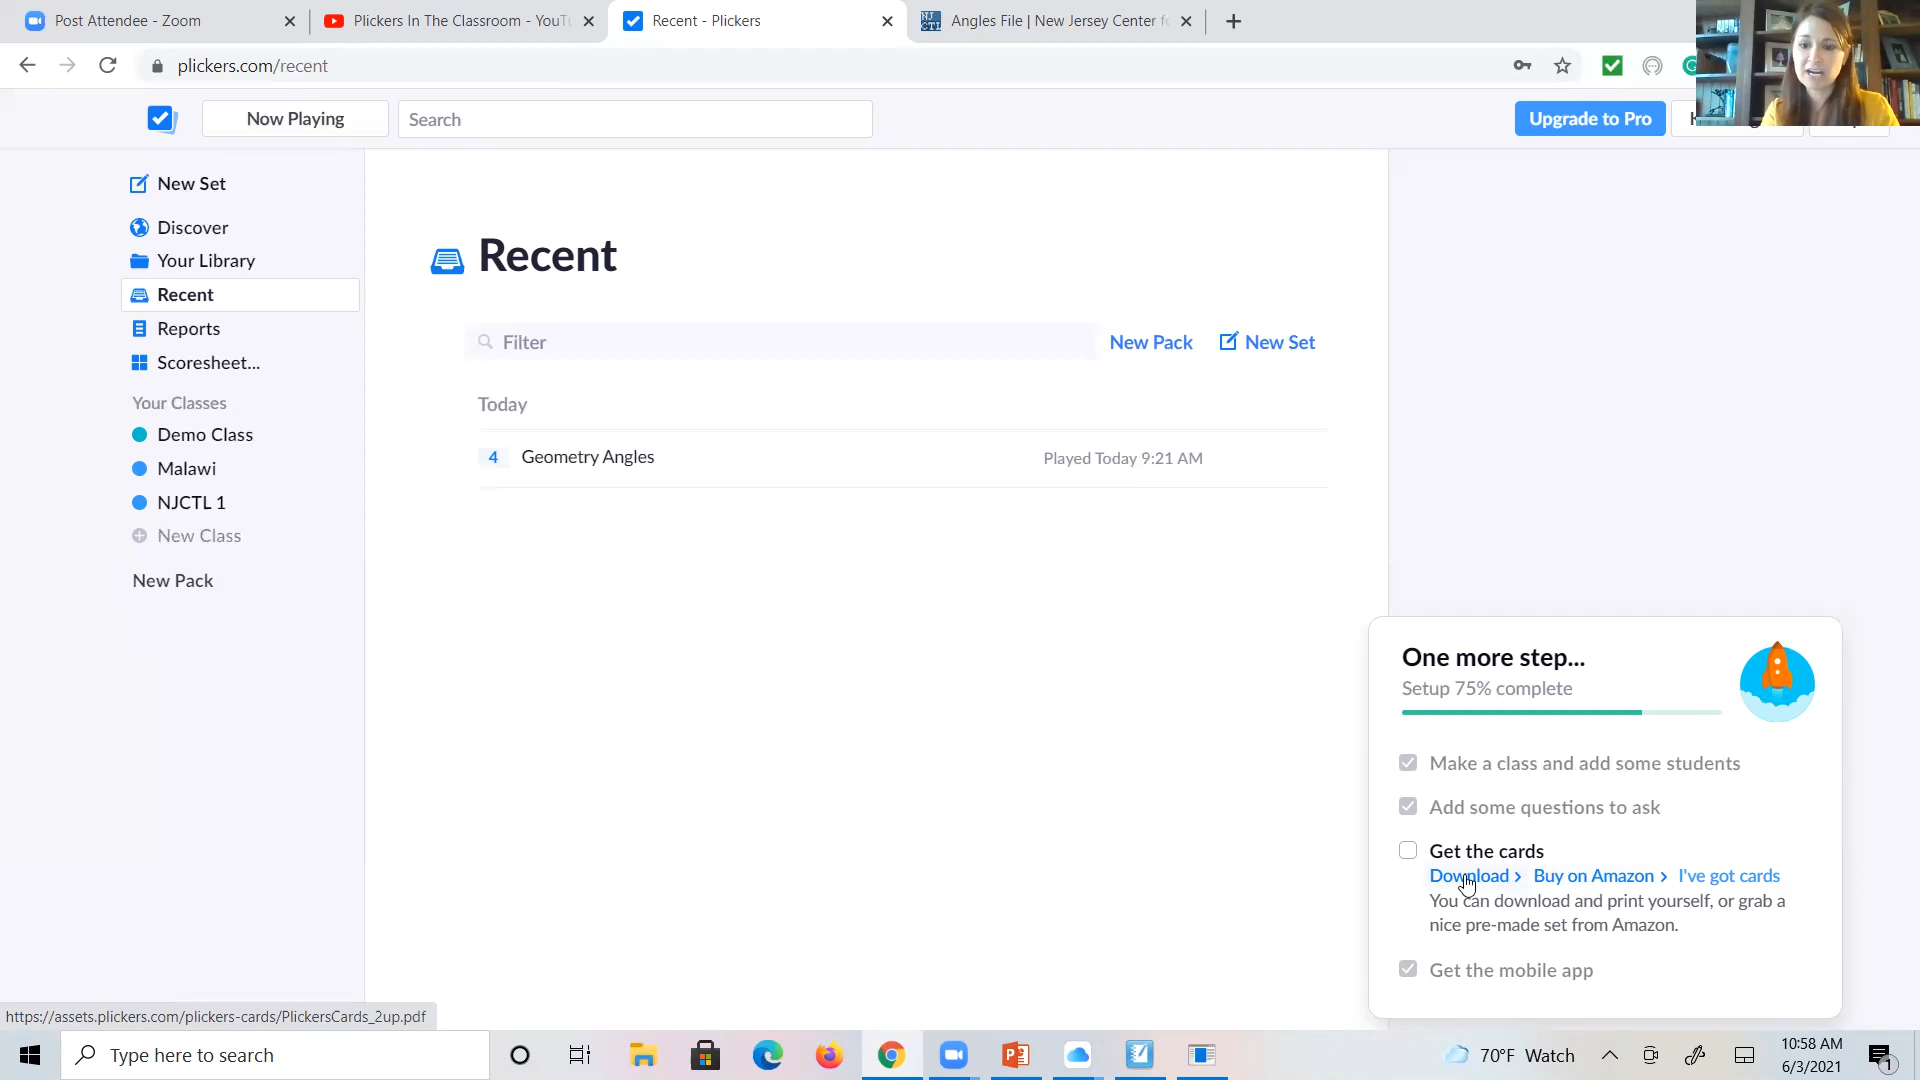 Post Attendee - Zoom
Plickers In The Classroom - YouTu
Recent - Plickers
Angles File | New Jersey Center fo
plickers.com/recent
Now Playing
Search
Upgrade to Pro
New Set
Discover
Your Library
Recent
Reports
Scoresheet...
Your Classes
Demo Class
Malawi
NJCTL 1
New Class
New Pack
Recent
Filter
New Pack
New Set
Today
4 Geometry Angles Played Today 9:21 AM
One more step...
Setup 75% complete
Make a class and add some students
Add some questions to ask
Get the cards
Download › Buy on Amazon › I've got cards
You can download and print yourself, or grab a
nice pre-made set from Amazon.
Get the mobile app
https://assets.plickers.com/plickers-cards/PlickersCards_2up.pdf
Type here to search
70°F Watch
10:58 AM
6/3/2021
1